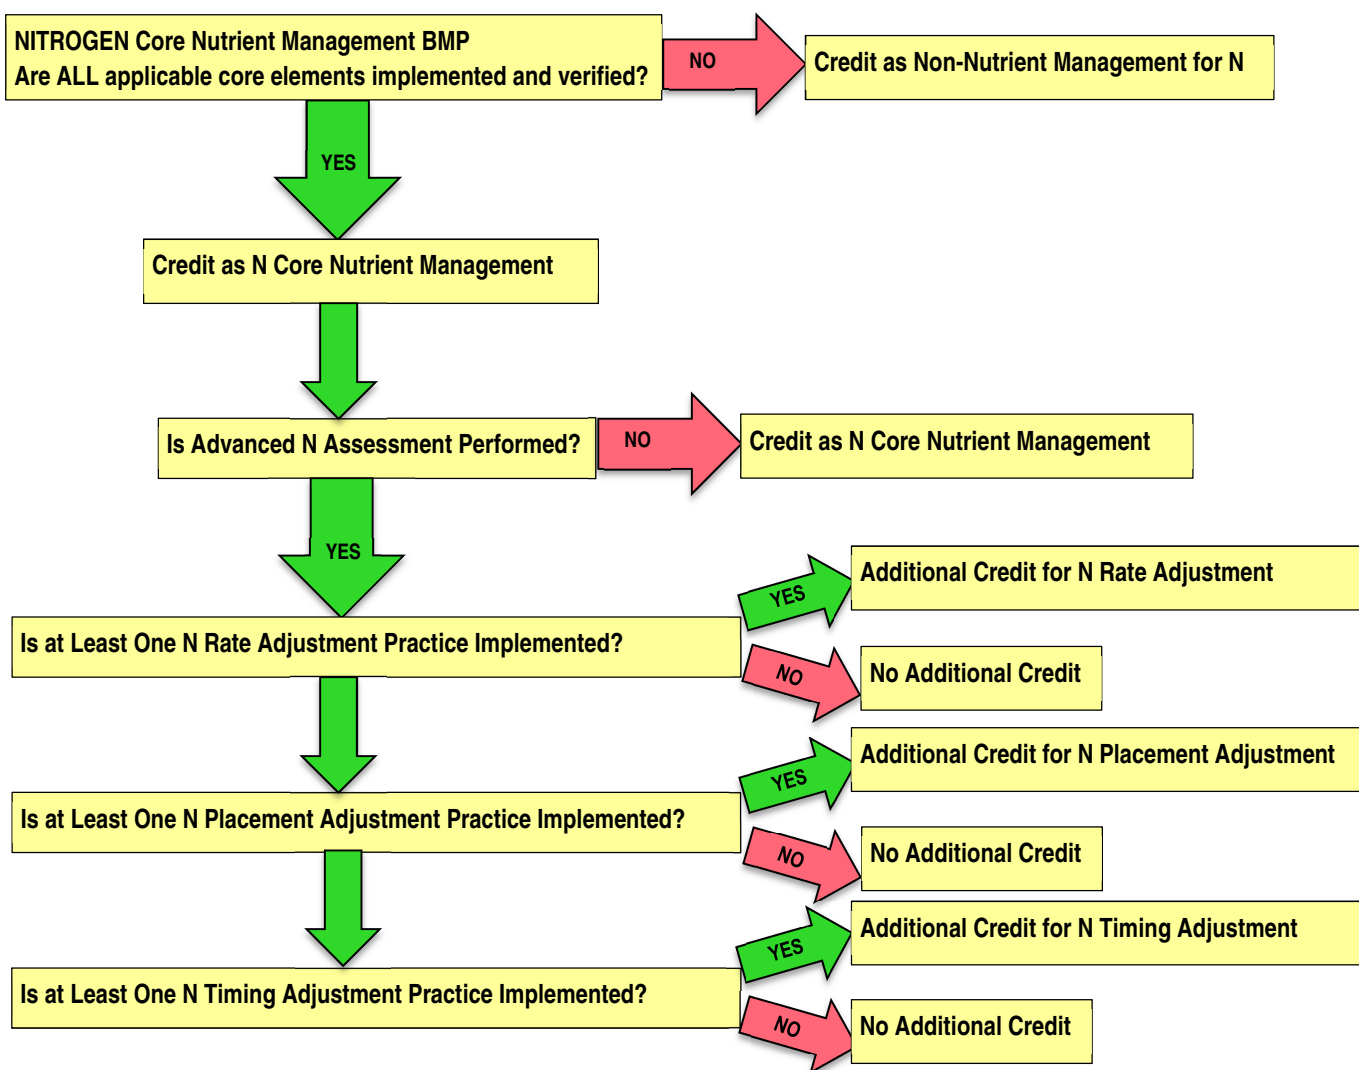 NITROGEN Core Nutrient Management BMP
Are ALL applicable core elements implemented and verified?
NO
Credit as Non-Nutrient Management for N
YES
Credit as N Core Nutrient Management
Is Advanced N Assessment Performed?
NO
Credit as N Core Nutrient Management
YES
Is at Least One N Rate Adjustment Practice Implemented?
YES
Additional Credit for N Rate Adjustment
NO
No Additional Credit
Is at Least One N Placement Adjustment Practice Implemented?
YES
Additional Credit for N Placement Adjustment
NO
No Additional Credit
Is at Least One N Timing Adjustment Practice Implemented?
YES
Additional Credit for N Timing Adjustment
NO
No Additional Credit